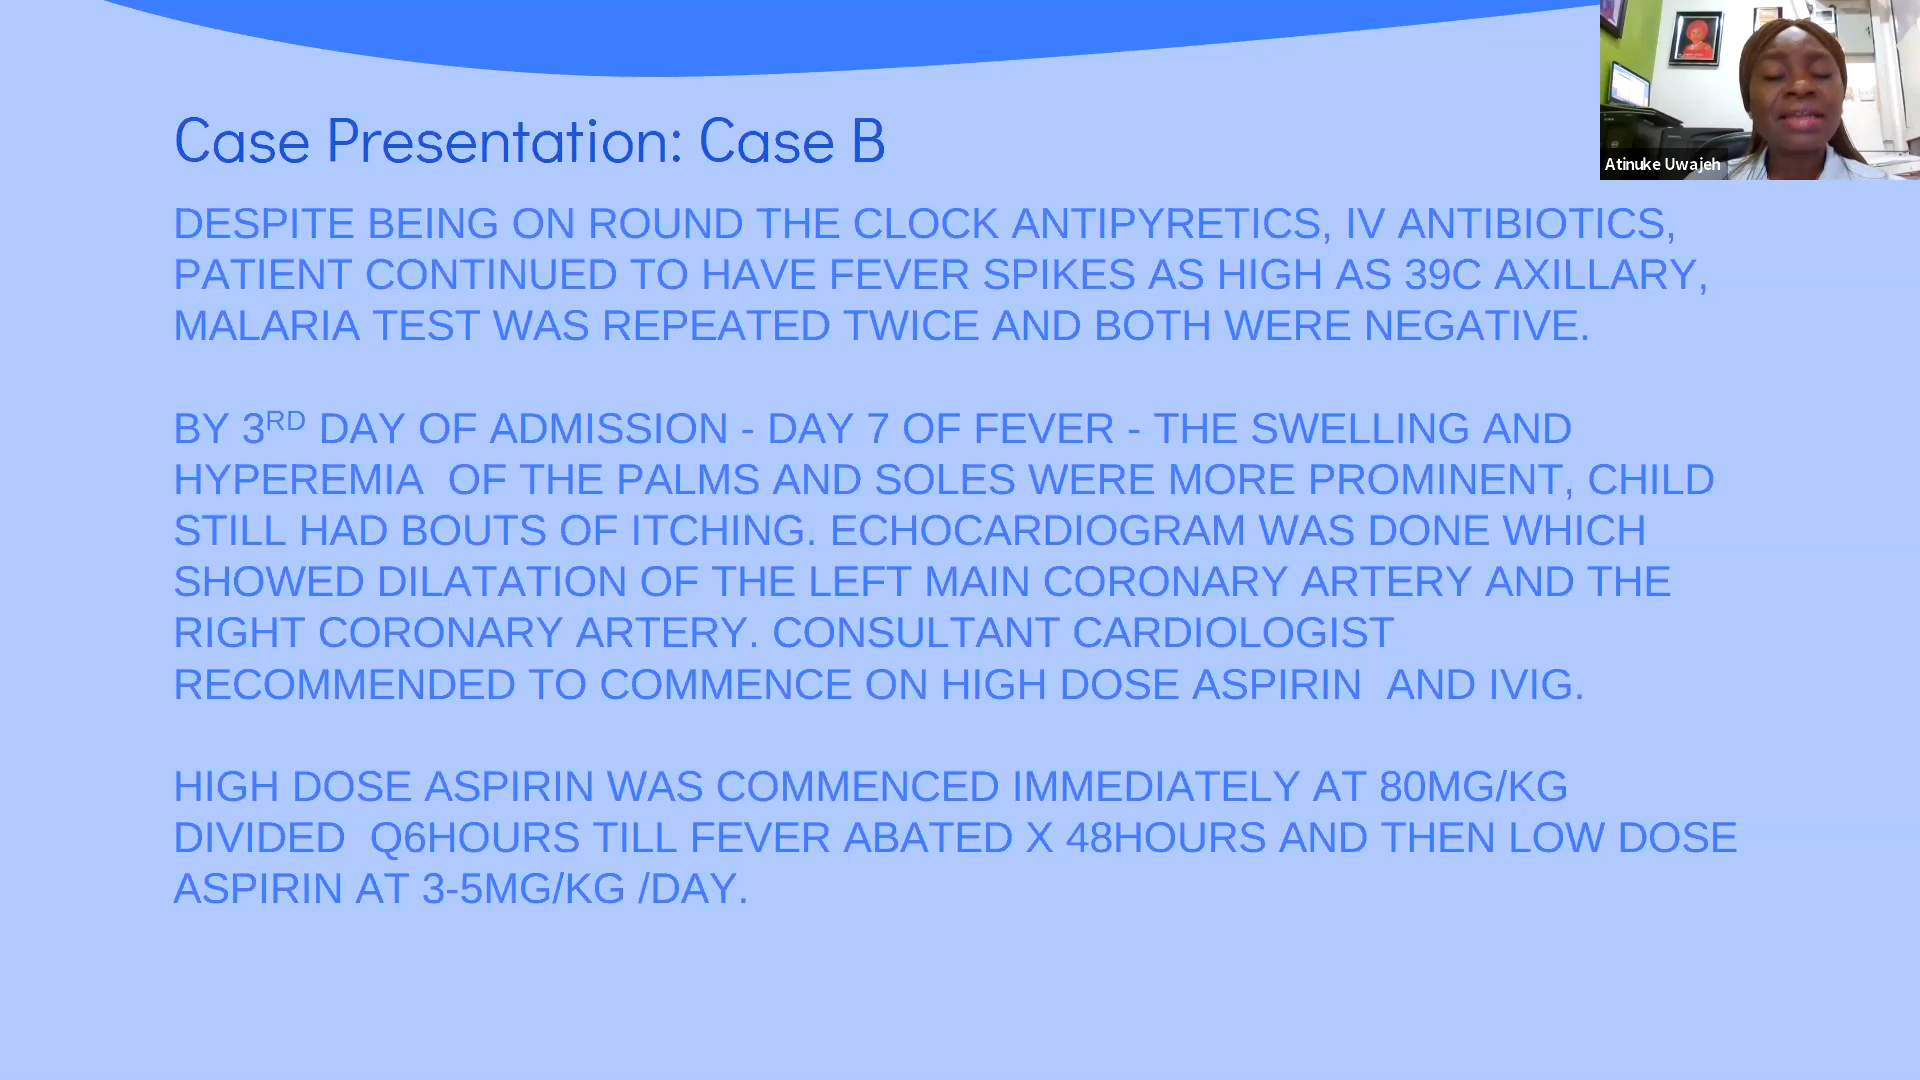 Case Presentation: Case B
Atinuke Uwajeh
DESPITE BEING ON ROUND THE CLOCK ANTIPYRETICS, IV ANTIBIOTICS,
PATIENT CONTINUED TO HAVE FEVER SPIKES AS HIGH AS 39C AXILLARY,
MALARIA TEST WAS REPEATED TWICE AND BOTH WERE NEGATIVE.
BY 3RD DAY OF ADMISSION - DAY 7 OF FEVER - THE SWELLING AND
HYPEREMIA OF THE PALMS AND SOLES WERE MORE PROMINENT, CHILD
STILL HAD BOUTS OF ITCHING. ECHOCARDIOGRAM WAS DONE WHICH
SHOWED DILATATION OF THE LEFT MAIN CORONARY ARTERY AND THE
RIGHT CORONARY ARTERY. CONSULTANT CARDIOLOGIST
RECOMMENDED TO COMMENCE ON HIGH DOSE ASPIRIN AND IVIG.
HIGH DOSE ASPIRIN WAS COMMENCED IMMEDIATELY AT 80MG/KG
DIVIDED Q6HOURS TILL FEVER ABATED X 48HOURS AND THEN LOW DOSE
ASPIRIN AT 3-5MG/KG /DAY.